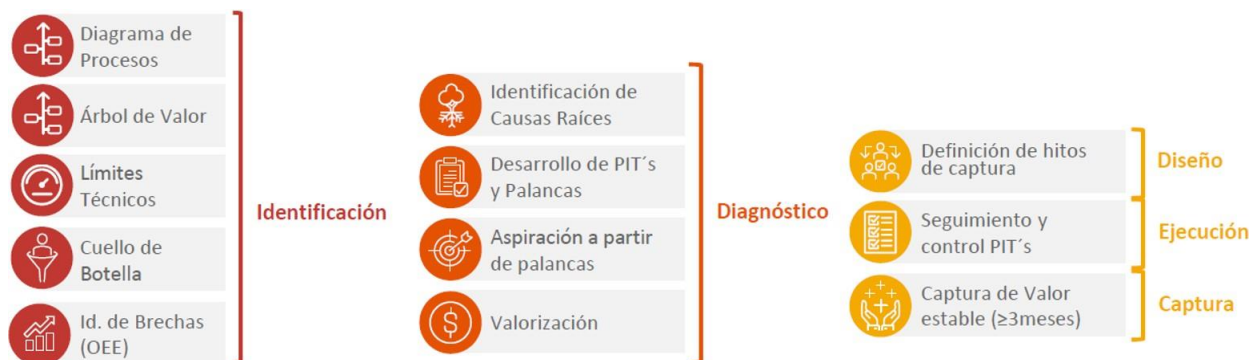 Diagrama de
Procesos
Árbol de Valor
Límites
Técnicos
Cuello de
Botella
Id. de Brechas
(OEE)
Identificación
Identificación de
Causas Raíces
Desarrollo de PIT´s
y Palancas
Aspiración a partir
de palancas
Valorización
$
Diagnóstico
Definición de hitos
de captura
Seguimiento y
control PIT´s
Captura de Valor
estable (≥3meses)
Diseño
Ejecución
Captura